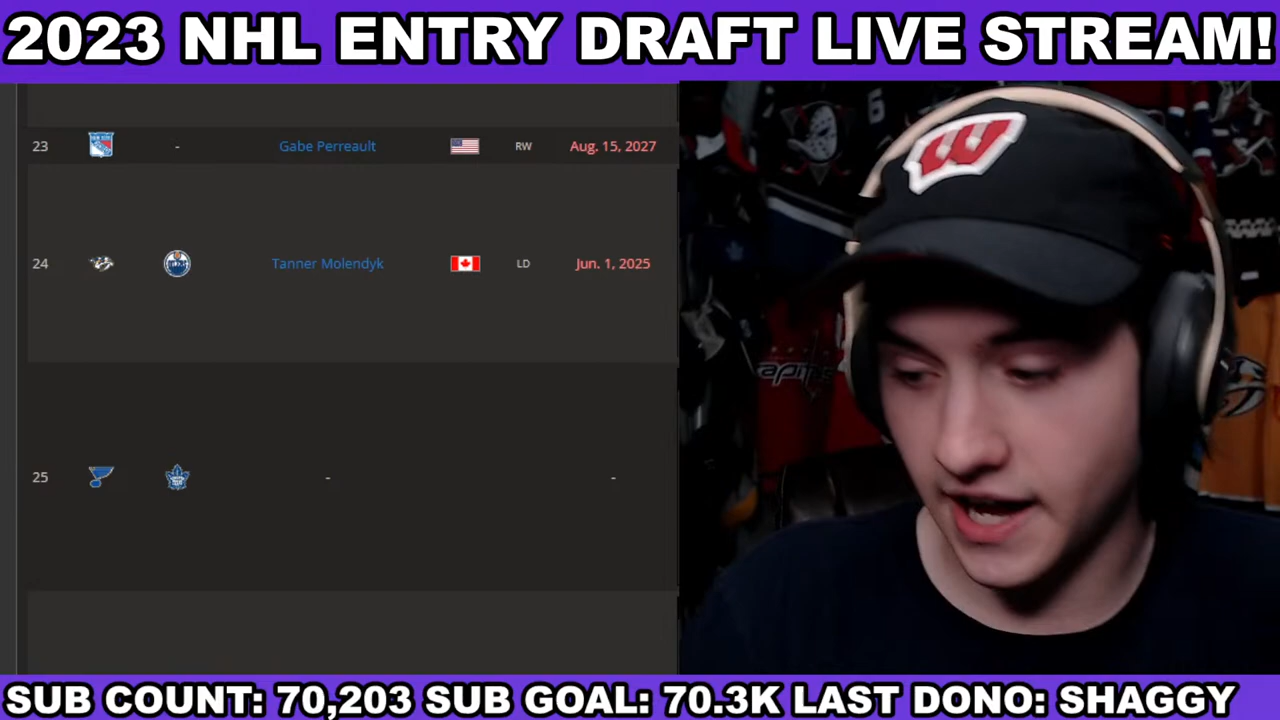 2023 NHL ENTRY DRAFT LIVE STREAM!
23 - Gabe Perreault RW Aug. 15, 2027
24 Tanner Molendyk LD Jun. 1, 2025
25 - -
W
apitals
SUB COUNT: 70,203 SUB GOAL: 70.3K LAST DONO: SHAGGY